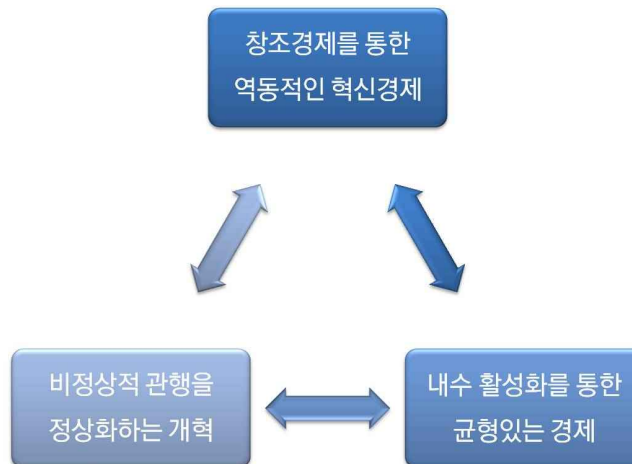 창조경제를 통한
역동적인 혁신경제
비정상적 관행을
정상화하는 개혁
내수 활성화를 통한
균형있는 경제